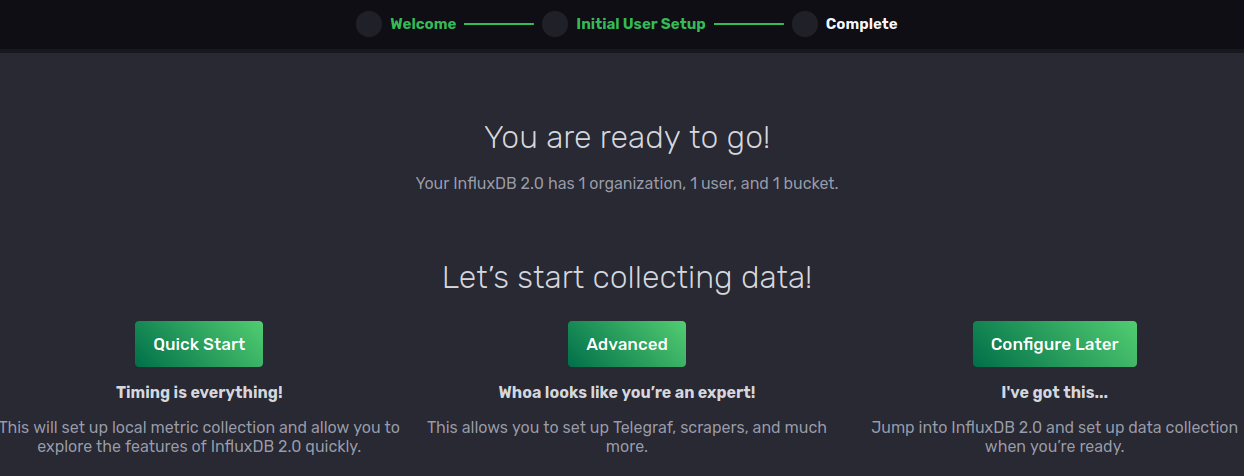 Welcome
Initial User Setup
Complete
You are ready to go!
Your InfluxDB 2.0 has 1 organization, 1 user, and 1 bucket.
Let’s start collecting data!
Quick Start
Advanced
Configure Later
Timing is everything!
Whoa looks like you’re an expert!
I've got this...
This will set up local metric collection and allow you to
explore the features of InfluxDB 2.0 quickly.
This allows you to set up Telegraf, scrapers, and much
more.
Jump into InfluxDB 2.0 and set up data collection
when you’re ready.